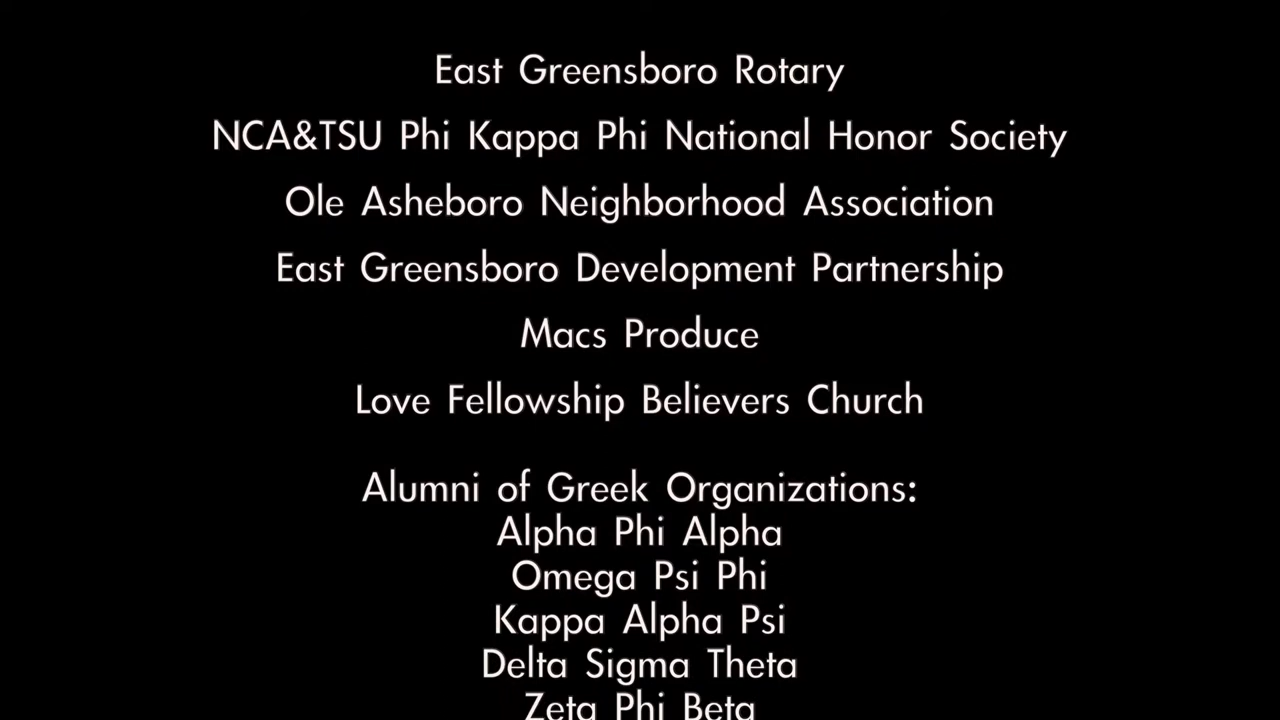 East Greensboro Rotary
NCA&TSU Phi Kappa Phi National Honor Society
Ole Asheboro Neighborhood Association
East Greensboro Development Partnership
Macs Produce
Love Fellowship Believers Church
Alumni of Greek Organizations:
Alpha Phi Alpha
Omega Psi Phi
Kappa Alpha Psi
Delta Sigma Theta
Zeta Phi Beta